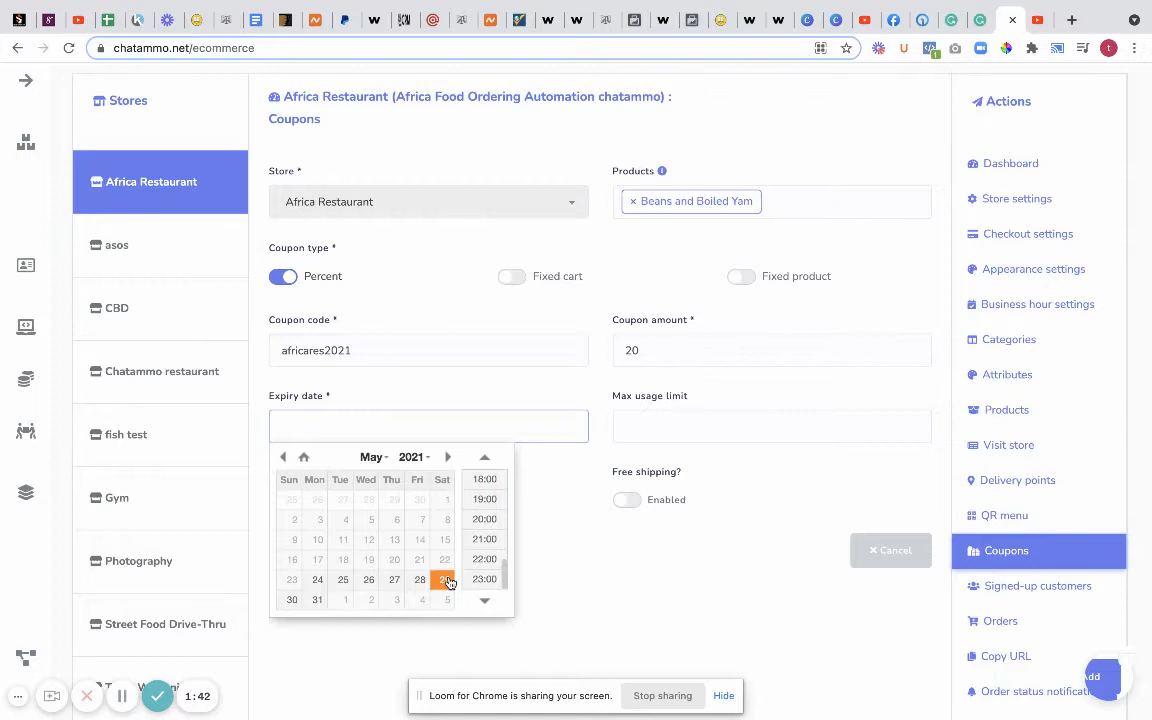 chatammo.net/ecommerce
Stores
Africa Restaurant
asos
CBD
Chatammo restaurant
fish test
Gym
Photography
Street Food Drive-Thru
Africa Restaurant (Africa Food Ordering Automation chatammo) :
Coupons
Store *
Africa Restaurant
Products
× Beans and Boiled Yam
Coupon type *
Percent
Fixed cart
Fixed product
Coupon code *
africares2021
Coupon amount *
20
Expiry date *
Max usage limit
May 2021
Sun Mon Tue Wed Thu Fri Sat
25 26 27 28 29 30 1
2 3 4 5 6 7 8
9 10 11 12 13 14 15
16 17 18 19 20 21 22
23 24 25 26 27 28 29
30 31 1 2 3 4 5
18:00
19:00
20:00
21:00
22:00
23:00
Free shipping?
Enabled
× Cancel
Actions
Dashboard
Store settings
Checkout settings
Appearance settings
Business hour settings
Categories
Attributes
Products
Visit store
Delivery points
QR menu
Coupons
Signed-up customers
Orders
Copy URL
Order status notificati
Add
1:42
Loom for Chrome is sharing your screen.
Stop sharing
Hide